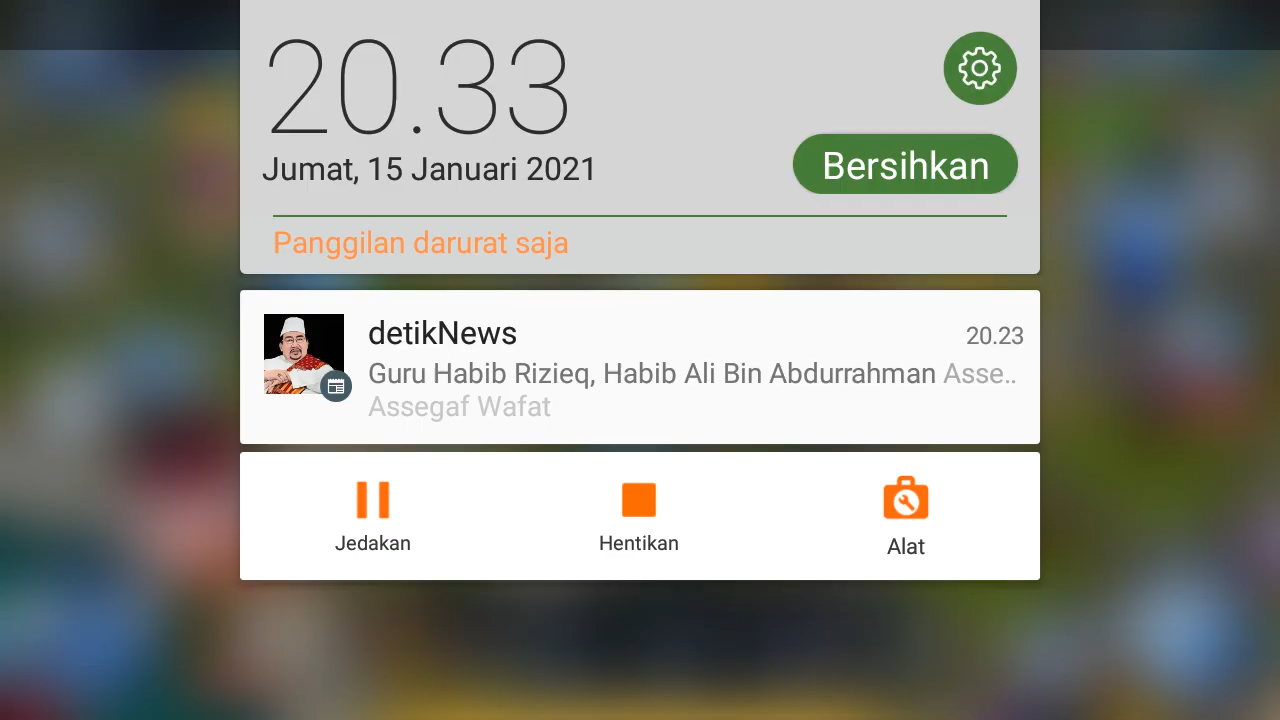 20.33
Jumat, 15 Januari 2021
Bersihkan
Panggilan darurat saja
detikNews
20.23
Guru Habib Rizieq, Habib Ali Bin Abdurrahman Asse..
Assegaf Wafat
Jedakan
Hentikan
Alat